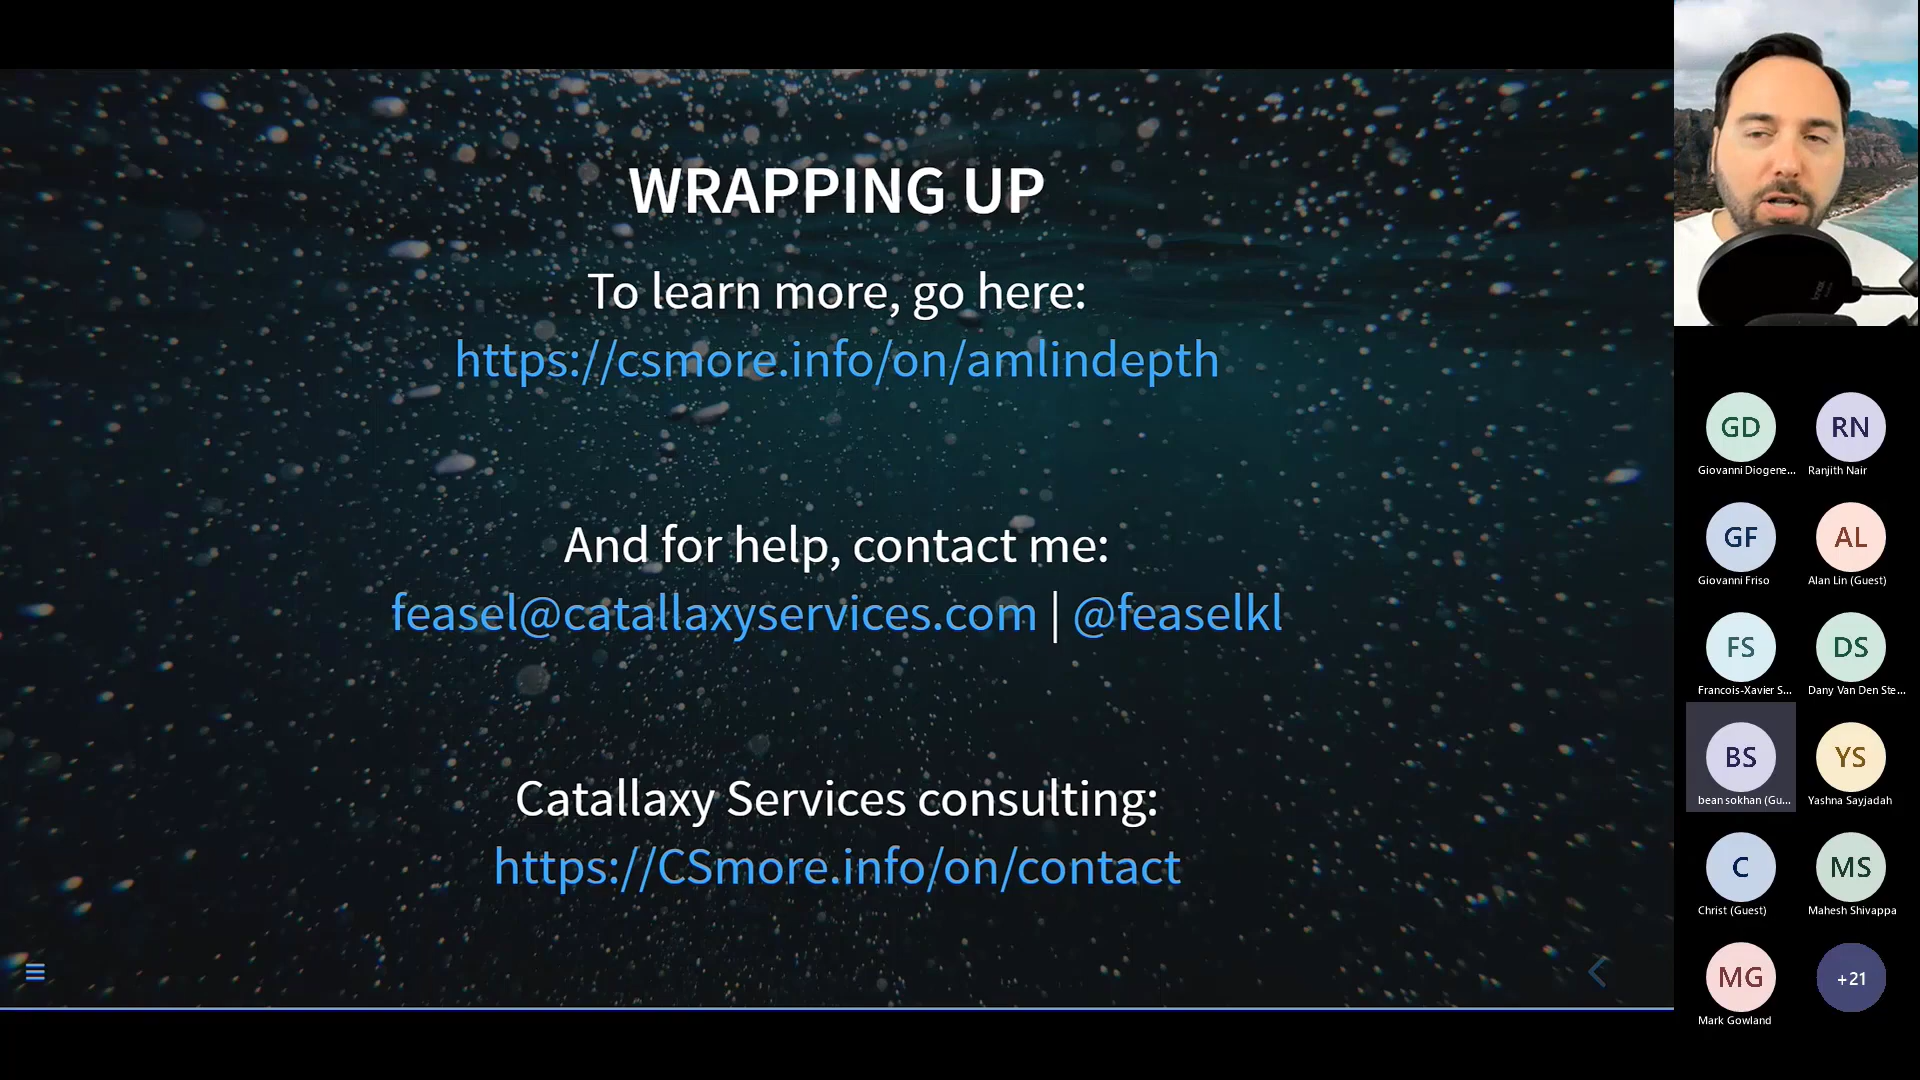 WRAPPING UP
To learn more, go here:
https://csmore.info/on/amlindepth
And for help, contact me:
feasel@catallaxyservices.com | @feaselkl
Catallaxy Services consulting:
https://CSmore.info/on/contact
GD
Giovanni Diogene...
RN
Ranjith Nair
GF
Giovanni Friso
AL
Alan Lin (Guest)
FS
Francois-Xavier S...
DS
Dany Van Den Ste...
BS
bean sokhan (Gu...
YS
Yashna Sayjadah
C
Christ (Guest)
MS
Mahesh Shivappa
MG
Mark Gowland
+21